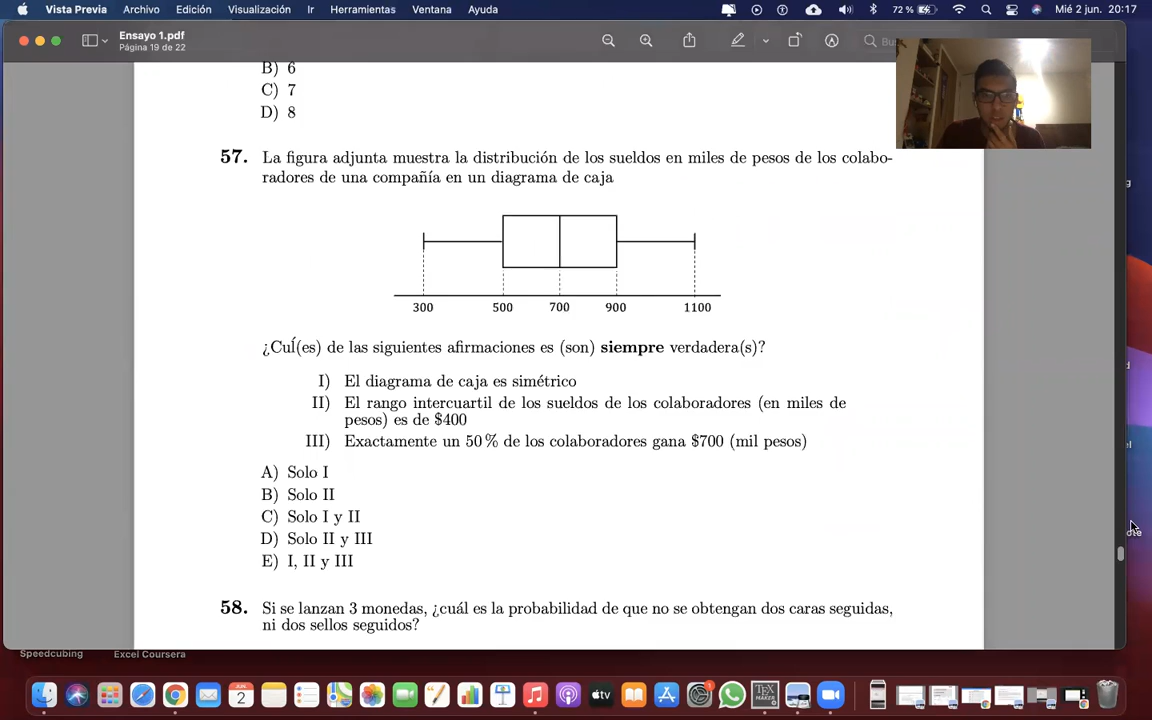 Vista Previa Archivo Edición Visualización Ir Herramientas Ventana Ayuda 72 % Mié 2 jun. 20:17
Ensayo 1.pdf
Página 19 de 22
B) 6
C) 7
D) 8
57. La figura adjunta muestra la distribución de los sueldos en miles de pesos de los colabo-
radores de una compañía en un diagrama de caja
300 500 700 900 1100
¿Cuĺ(es) de las siguientes afirmaciones es (son) siempre verdadera(s)?
I) El diagrama de caja es simétrico
II) El rango intercuartil de los sueldos de los colaboradores (en miles de
pesos) es de $400
III) Exactamente un 50 % de los colaboradores gana $700 (mil pesos)
A) Solo I
B) Solo II
C) Solo I y II
D) Solo II y III
E) I, II y III
58. Si se lanzan 3 monedas, ¿cuál es la probabilidad de que no se obtengan dos caras seguidas,
ni dos sellos seguidos?
Speedcubing Excel Coursera
JUN
2
tv
1
TEX
MAKER